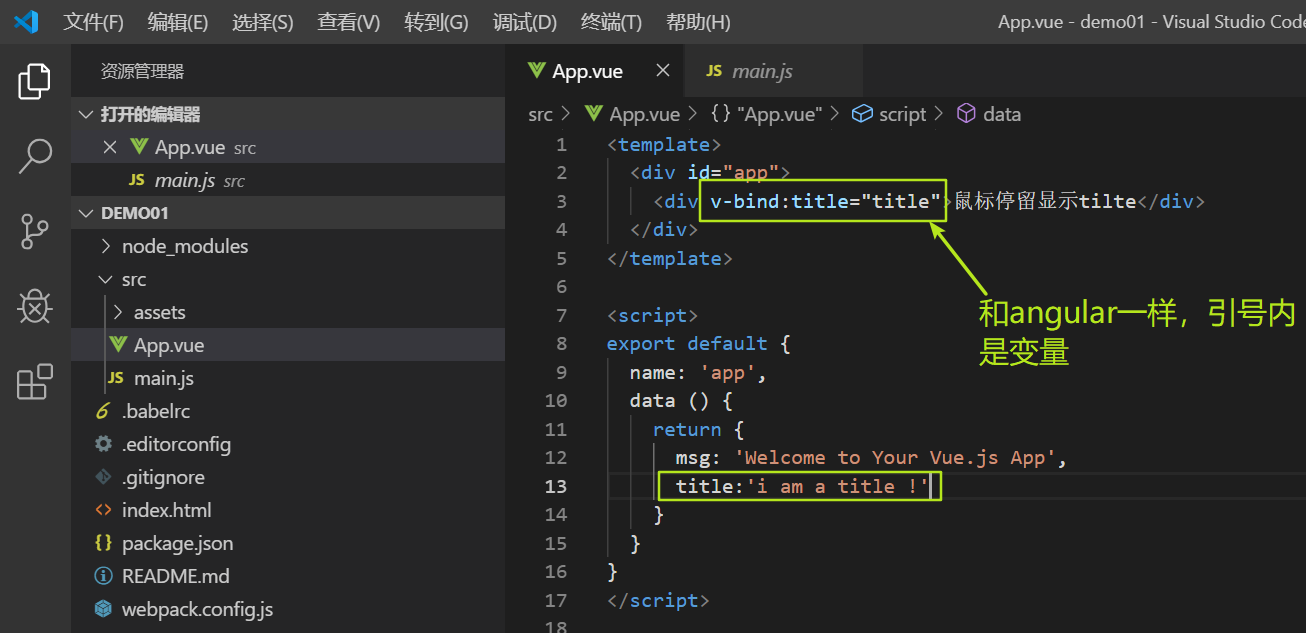 文件(F) 编辑(E) 选择(S) 查看(V) 转到(G) 调试(D) 终端(T) 帮助(H) App.vue - demo01 - Visual Studio Code
资源管理器
打开的编辑器
App.vue src
JS main.js src
DEMO01
node_modules
src
assets
App.vue
JS main.js
.babelrc
.editorconfig
.gitignore
index.html
{} package.json
README.md
webpack.config.js
App.vue JS main.js
src > App.vue > {} "App.vue" > script > data
1 <template>
2 <div id="app">
3 <div v-bind:title="title">鼠标停留显示tilte</div>
4 </div>
5 </template>
6
7 <script>
8 export default {
9 name: 'app',
10 data () {
11 return {
12 msg: 'Welcome to Your Vue.js App',
13 title:'i am a title !'
14 }
15 }
16 }
17 </script>
18
和angular一样，引号内
是变量